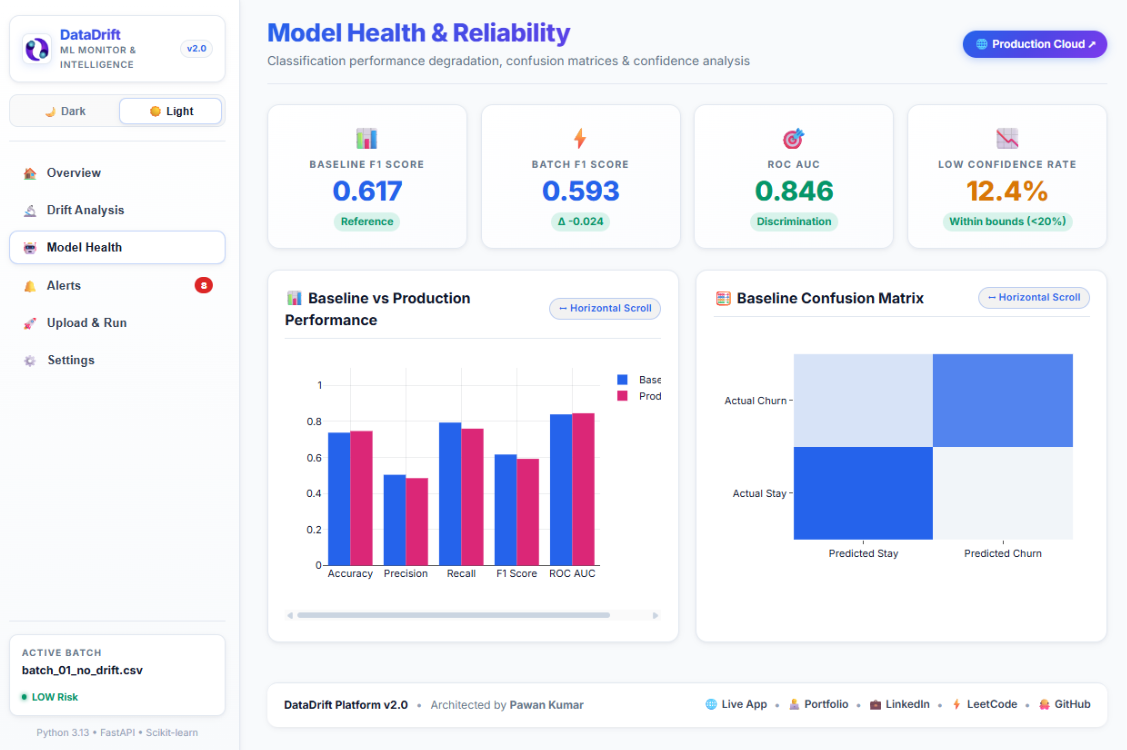 DataDrift
ML MONITOR &
INTELLIGENCE
v2.0
Dark
Light
Overview
Drift Analysis
Model Health
Alerts
8
Upload & Run
Settings
ACTIVE BATCH
batch_01_no_drift.csv
LOW Risk
Python 3.13 • FastAPI • Scikit-learn
Model Health & Reliability
Classification performance degradation, confusion matrices & confidence analysis
Production Cloud ↗
BASELINE F1 SCORE
0.617
Reference
BATCH F1 SCORE
0.593
Δ -0.024
ROC AUC
0.846
Discrimination
LOW CONFIDENCE RATE
12.4%
Within bounds (<20%)
Baseline vs Production
Performance
↔ Horizontal Scroll
Base
Prod
1
0.8
0.6
0.4
0.2
0
Accuracy Precision Recall F1 Score ROC AUC
Baseline Confusion Matrix
↔ Horizontal Scroll
Actual Churn
Actual Stay
Predicted Stay Predicted Churn
DataDrift Platform v2.0 • Architected by Pawan Kumar
Live App • Portfolio • LinkedIn • LeetCode • GitHub